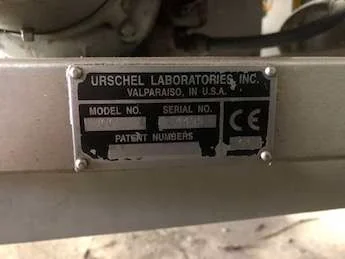 URSCHEL LABORATORIES, INC.
VALPARAISO, IN U.S.A.
MODEL NO. SERIAL NO.
CE
PATENT NUMBERS